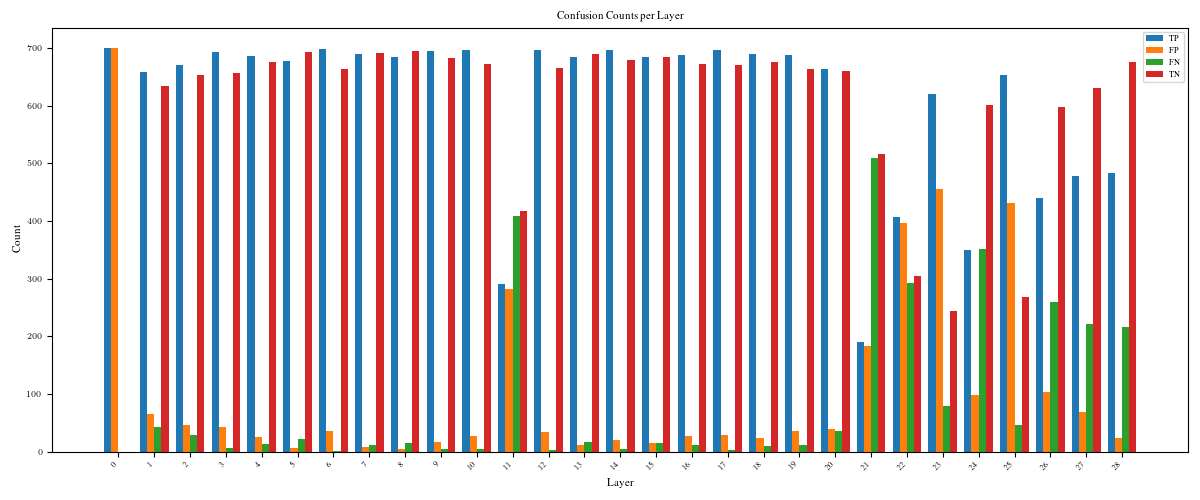 Confusion Counts per Layer
TP
FP
FN
TN
700
600
500
400
300
200
100
0
Count
0 1 2 3 4 5 6 7 8 9 10 11 12 13 14 15 16 17 18 19 20 21 22 23 24 25 26 27 28
Layer